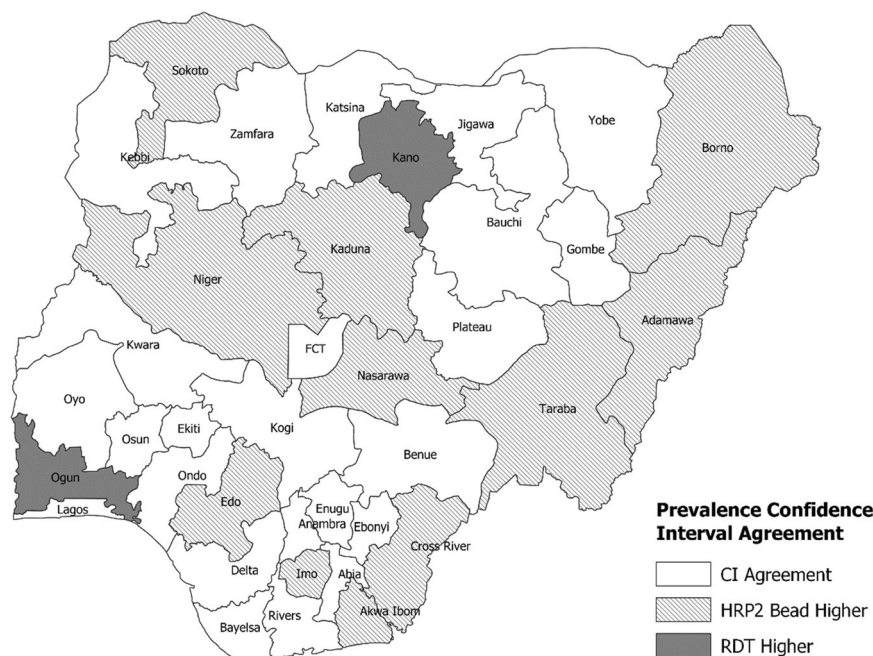 Sokoto
Katsina
Jigawa
Yobe
Borno
Zamfara
Kebbi
Kano
Bauchi
Gombe
Kaduna
Niger
Adamawa
Plateau
FCT
Kwara
Nasarawa
Taraba
Oyo
Osun
Ekiti
Kogi
Benue
Ogun
Ondo
Lagos
Edo
Enugu
Anambra
Ebonyi
Cross River
Delta
Imo
Abia
Akwa Ibom
Rivers
Bayelsa
Prevalence Confidence
Interval Agreement
CI Agreement
HRP2 Bead Higher
RDT Higher